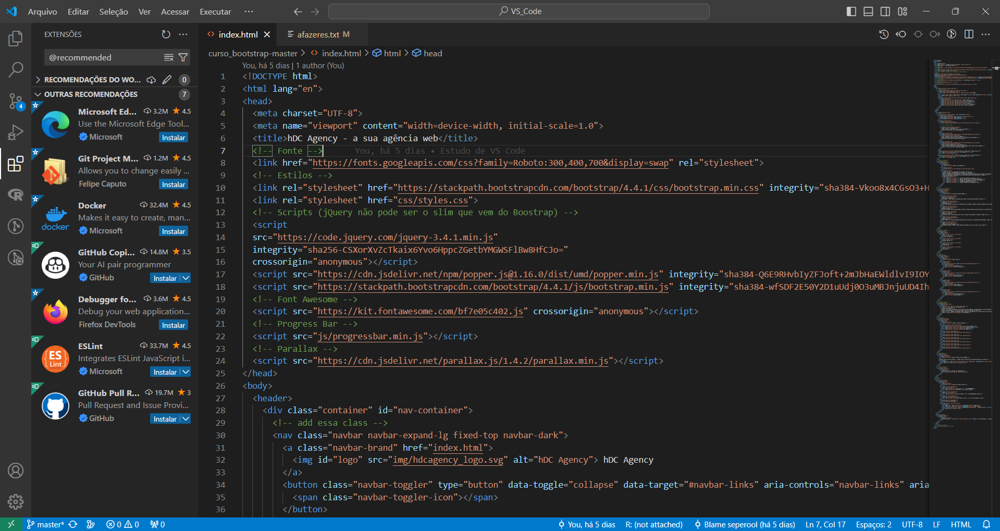 Arquivo Editar Seleção Ver Acessar Executar ··· VS_Code
EXTENSÕES
@recommended
RECOMENDAÇÕES DO WO... 0
OUTRAS RECOMENDAÇÕES 7
Microsoft Ed... 3.2M 4.5
Use the Microsoft Edge Tool...
Microsoft Instalar
Git Project M... 1.2M 4.5
Allows you to change easily ...
Felipe Caputo Instalar
Docker 32.4M 4.5
Makes it easy to create, man...
Microsoft Instalar
docker
GitHub Copi... 14.8M 3.5
Your AI pair programmer
GitHub Instalar
Debugger fo... 3.6M 4.5
Debug your web application...
Firefox DevTools Instalar
ESLint 33.7M 4.5
Integrates ESLint JavaScript i...
Microsoft Instalar
ES
Lint
GitHub Pull R... 19.7M 3
Pull Request and Issue Provi...
GitHub Instalar
4
index.html afazeres.txt M
curso_bootstrap-master > index.html > html > head
You, há 5 dias | 1 author (You)
1 <!DOCTYPE html>
2 <html lang="en">
3 <head>
4 <meta charset="UTF-8">
5 <meta name="viewport" content="width=device-width, initial-scale=1.0">
6 <title>hDC Agency - a sua agência web</title>
7 <!-- Fonte --> You, há 5 dias • Estudo de VS Code
8 <link href="https://fonts.googleapis.com/css?family=Roboto:300,400,700&display=swap" rel="stylesheet">
9 <!-- Estilos -->
10 <link rel="stylesheet" href="https://stackpath.bootstrapcdn.com/bootstrap/4.4.1/css/bootstrap.min.css" integrity="sha384-Vkoo8x4CGsO3+H
11 <link rel="stylesheet" href="css/styles.css">
12 <!-- Scripts (jQuery não pode ser o slim que vem do Boostrap) -->
13 <script
14 src="https://code.jquery.com/jquery-3.4.1.min.js"
15 integrity="sha256-CSXorXvZcTkaix6Yvo6HppcZGetbYMGWSFlBw8HfCJo="
16 crossorigin="anonymous"></script>
17 <script src="https://cdn.jsdelivr.net/npm/popper.js@1.16.0/dist/umd/popper.min.js" integrity="sha384-Q6E9RHvbIyZFJoft+2mJbHaEWldlvI9IOY
18 <script src="https://stackpath.bootstrapcdn.com/bootstrap/4.4.1/js/bootstrap.min.js" integrity="sha384-wfSDF2E50Y2D1uUdj0O3uMBJnjuUD4Ih
19 <!-- Font Awesome -->
20 <script src="https://kit.fontawesome.com/bf7e05c402.js" crossorigin="anonymous"></script>
21 <!-- Progress Bar -->
22 <script src="js/progressbar.min.js"></script>
23 <!-- Parallax -->
24 <script src="https://cdn.jsdelivr.net/parallax.js/1.4.2/parallax.min.js"></script>
25 </head>
26 <body>
27 <header>
28 <div class="container" id="nav-container">
29 <!-- add essa class -->
30 <nav class="navbar navbar-expand-lg fixed-top navbar-dark">
31 <a class="navbar-brand" href="index.html">
32 <img id="logo" src="img/hdcagency_logo.svg" alt="hDC Agency"> hDC Agency
33 </a>
34 <button class="navbar-toggler" type="button" data-toggle="collapse" data-target="#navbar-links" aria-controls="navbar-links" aria
35 <span class="navbar-toggler-icon"></span>
36 </button>
master* 0 0 0 You, há 5 dias R: (not attached) Blame seperool (há 5 dias) Ln 7, Col 17 Espaços: 2 UTF-8 LF HTML